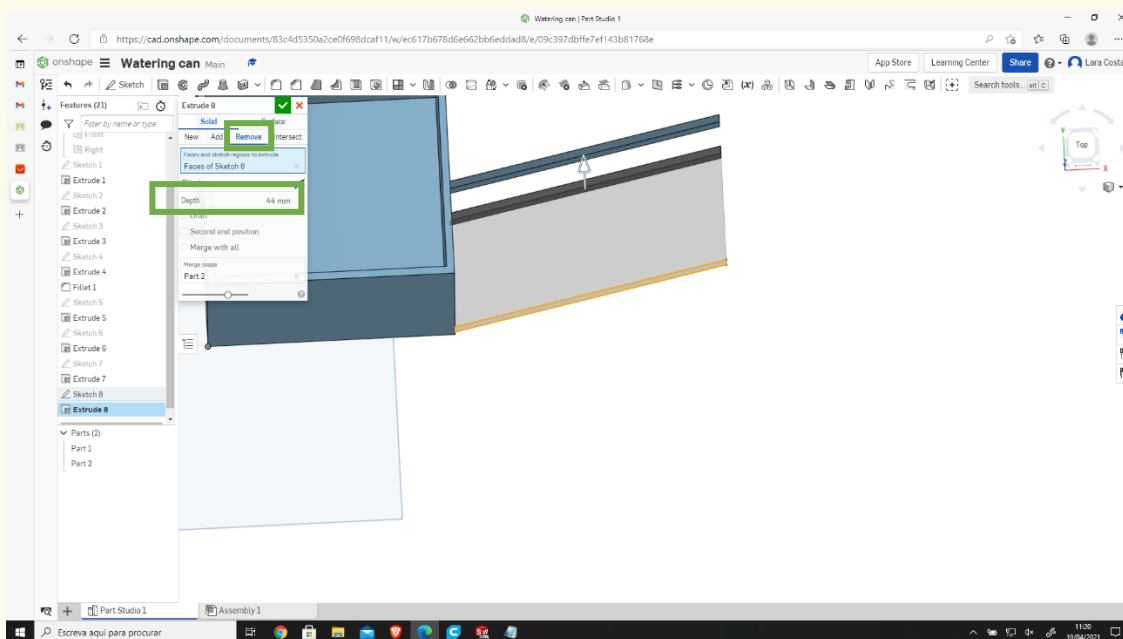 Watering can | Part Studio 1
https://cad.onshape.com/documents/83c4d5350a2ce0f698dcaf11/w/ec617b678d6e662bb6eddad8/e/09c397dbffe7ef143b81768e
onshape Watering can Main App Store Learning Center Share Lara Costa
Sketch Search tools... alt C
Features (21)
Filter by name or type
Front
Right
Sketch 1
Extrude 1
Sketch 2
Extrude 2
Sketch 3
Extrude 3
Sketch 4
Extrude 4
Fillet 1
Sketch 5
Extrude 5
Sketch 8
Extrude 6
Sketch 7
Extrude 7
Sketch 8
Extrude 8
Parts (2)
Part 1
Part 2
Extrude 8
Solid
New Add Remove Intersect
Faces and sketch regions to extrude
Faces of Sketch 8
Depth 44 mm
Draft
Second end position
Merge with all
Merge scope
Part 2
Top
Y
Z
X
Part Studio 1 Assembly 1
Escreva aqui para procurar
11:20
19/04/2021